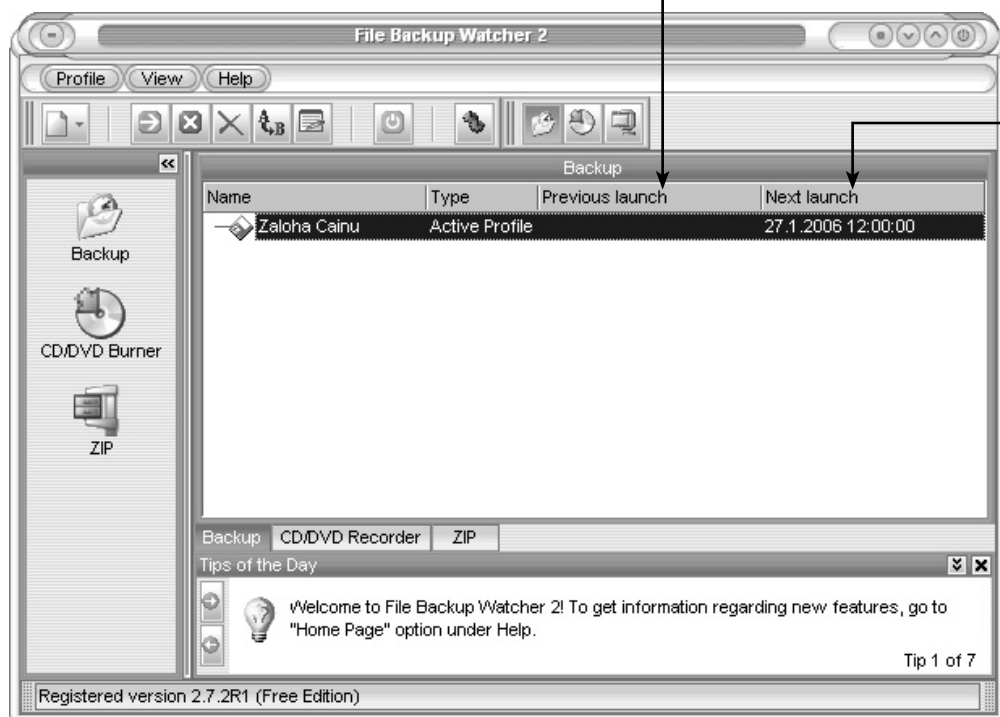 File Backup Watcher 2
Profile View Help
Backup
Name Type Previous launch Next launch
Zaloha Cainu Active Profile 27.1.2006 12:00:00
Backup
CD/DVD Burner
ZIP
Backup CD/DVD Recorder ZIP
Tips of the Day
Welcome to File Backup Watcher 2! To get information regarding new features, go to
"Home Page" option under Help.
Tip 1 of 7
Registered version 2.7.2R1 (Free Edition)